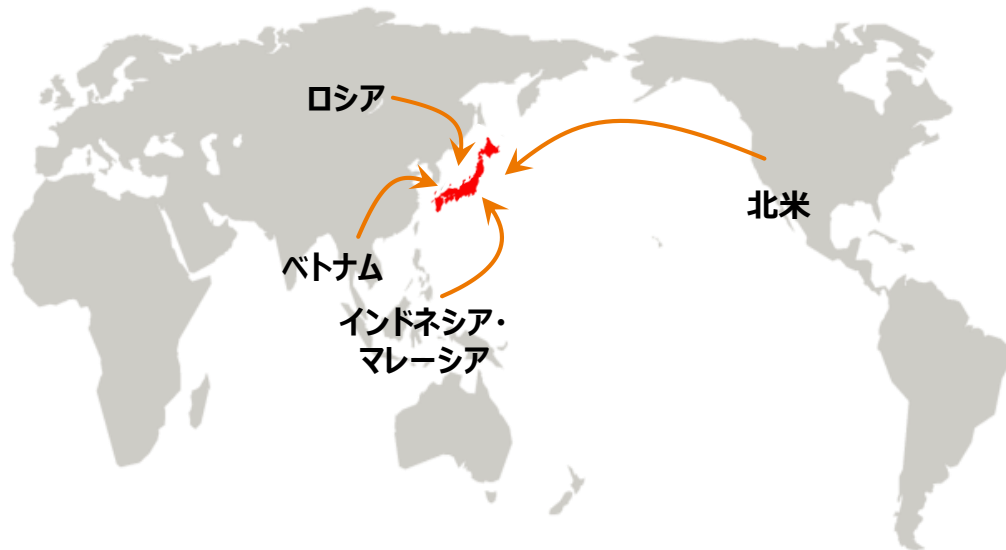 ロシア
北米
ベトナム
インドネシア・
マレーシア